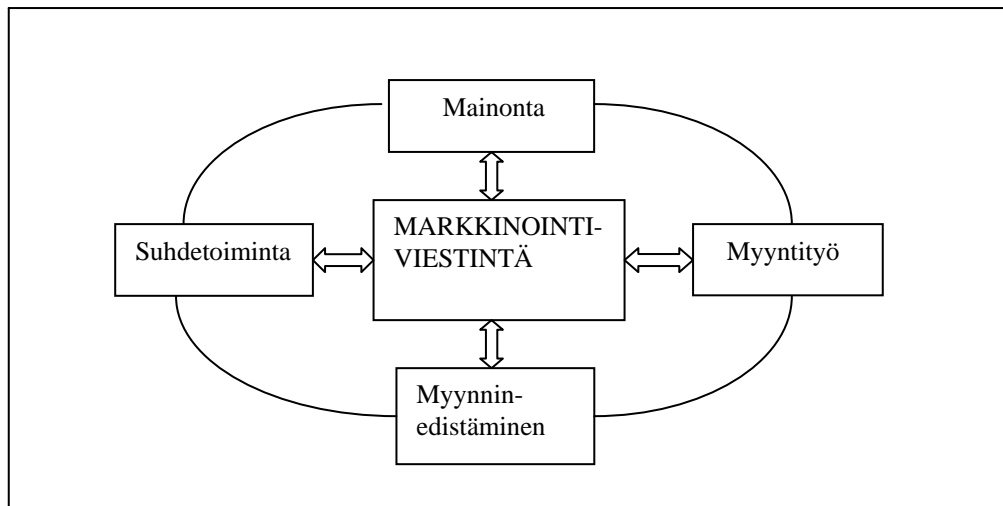 Mainonta
MARKKINOINTI-
VIESTINTÄ
Suhdetoiminta
Myyntityö
Myynnin-
edistäminen